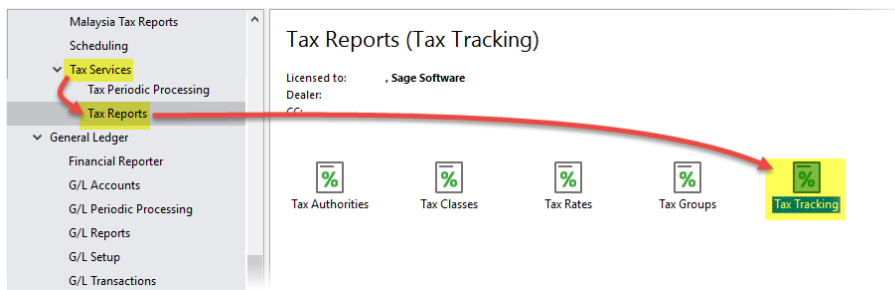 Malaysia Tax Reports
Scheduling
Tax Services
Tax Periodic Processing
Tax Reports
General Ledger
Financial Reporter
G/L Accounts
G/L Periodic Processing
G/L Reports
G/L Setup
G/L Transactions
Tax Reports (Tax Tracking)
Licensed to: , Sage Software
Dealer:
% % % % %
Tax Authorities Tax Classes Tax Rates Tax Groups Tax Tracking